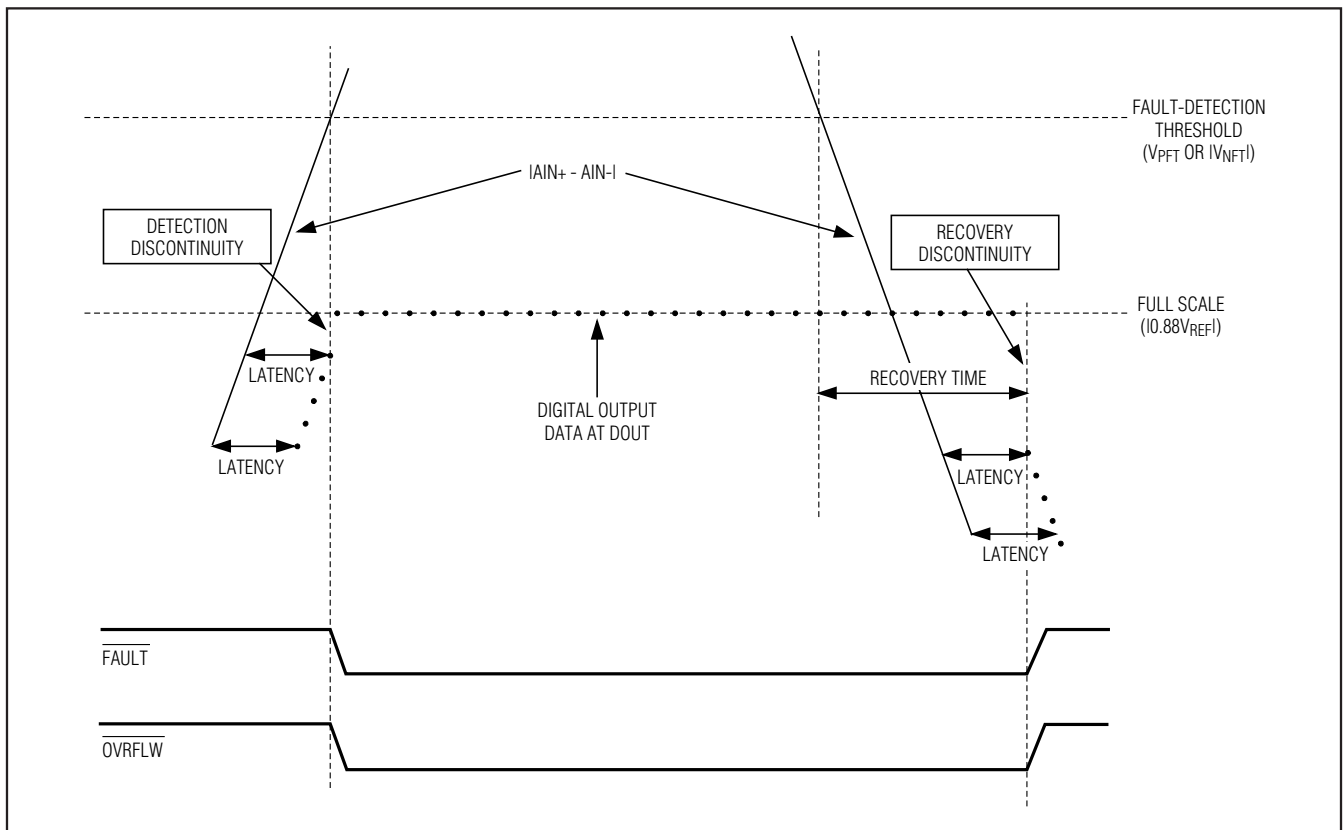 FAULT-DETECTION
THRESHOLD
(VPFT OR |VNFT|)
|AIN+ - AIN-|
DETECTION
DISCONTINUITY
RECOVERY
DISCONTINUITY
FULL SCALE
(|0.88VREF|)
LATENCY
RECOVERY TIME
DIGITAL OUTPUT
DATA AT DOUT
LATENCY
LATENCY
LATENCY
FAULT
OVRFLW